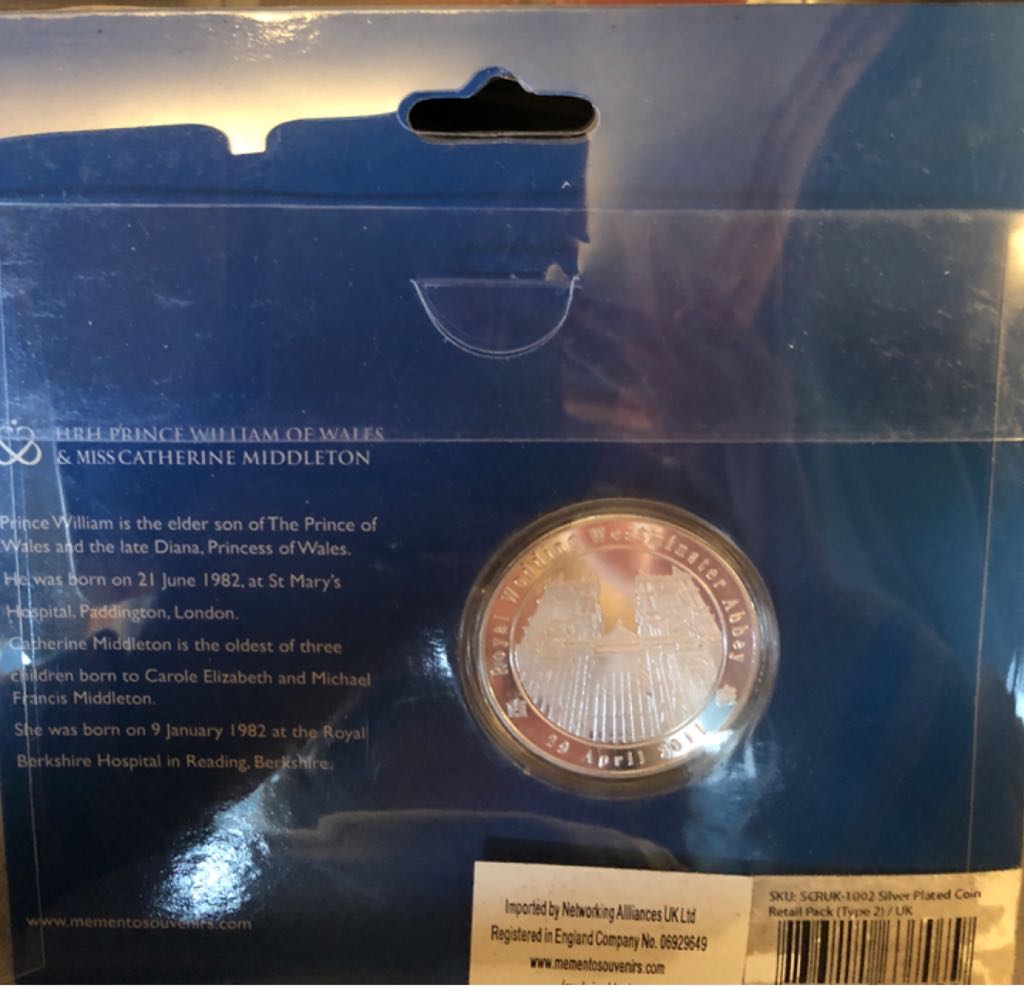 HRH PRINCE WILLIAM OF WALES
& MISS CATHERINE MIDDLETON
Prince William is the elder son of The Prince of
Wales and the late Diana, Princess of Wales.
He was born on 21 June 1982, at St Mary's
Hospital, Paddington, London.
Catherine Middleton is the oldest of three
children born to Carole Elizabeth and Michael
Francis Middleton.
She was born on 9 January 1982 at the Royal
Berkshire Hospital in Reading, Berkshire.
www.mementosouvenirs.com
Royal Wedding Westminster Abbey
29 April 2011
Imported by Networking Allliances UK Ltd
Registered in England Company No. 06929649
www.mementosouvenirs.com
SKU: SCRUK-1002 Silver Plated Coin
Retail Pack (Type 2) / UK